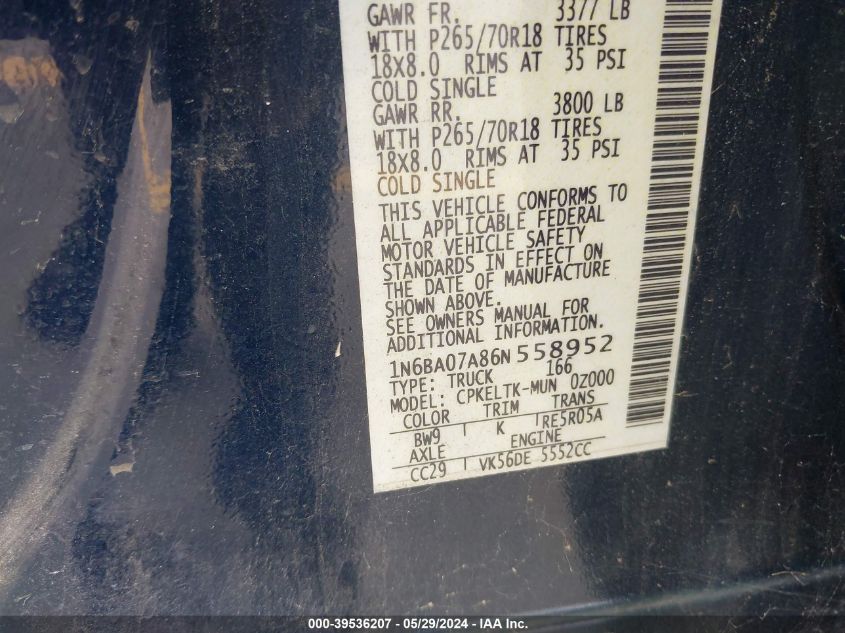 GAWR FR. 3377 LB
WITH P265/70R18 TIRES
18X8.0 RIMS AT 35 PSI
COLD SINGLE
GAWR RR. 3800 LB
WITH P265/70R18 TIRES
18X8.0 RIMS AT 35 PSI
COLD SINGLE
THIS VEHICLE CONFORMS TO
ALL APPLICABLE FEDERAL
MOTOR VEHICLE SAFETY
STANDARDS IN EFFECT ON
THE DATE OF MANUFACTURE
SHOWN ABOVE.
SEE OWNERS MANUAL FOR
ADDITIONAL INFORMATION.
1N6BA07A86N558952
TYPE: TRUCK 166
MODEL: CPKELTK-MUN 0Z000
COLOR TRIM TRANS
BW9 K RE5R05A
AXLE ENGINE
CC29 VK56DE 5552CC
000-39536207 - 05/29/2024 - IAA Inc.